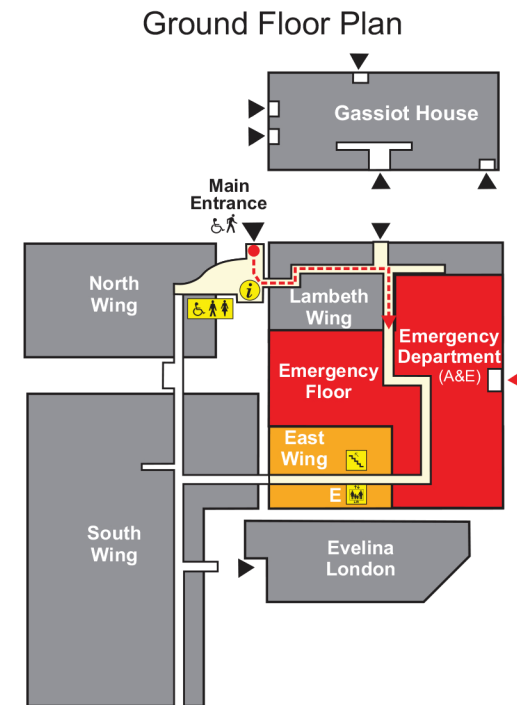 Ground Floor Plan
Gassiot House
Main
Entrance
North
Wing
i
Lambeth
Wing
Emergency
Department
(A&E)
Emergency
Floor
East
Wing
E
South
Wing
Evelina
London